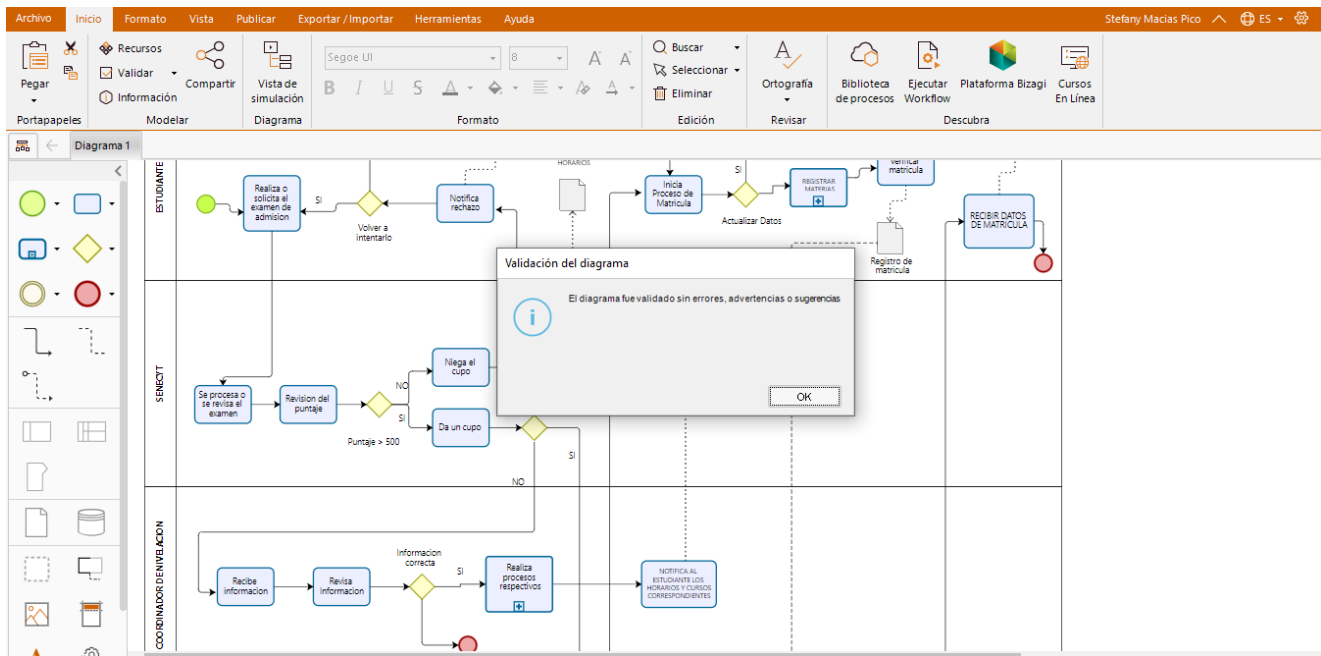 Archivo
Inicio
Formato
Vista
Publicar
Exportar / Importar
Herramientas
Ayuda
Stefany Macias Pico
ES
Pegar
Portapapeles
Recursos
Validar
Información
Compartir
Modelar
Vista de
simulación
Diagrama
Segoe UI
8
B I U S A
Formato
Buscar
Seleccionar
Eliminar
Edición
Ortografía
Revisar
Biblioteca
de procesos
Ejecutar
Workflow
Plataforma Bizagi
Cursos
En Línea
Descubra
Diagrama 1
ESTUDIANTE
Realiza o
solicita el
examen de
admision
SI
Volver a
intentarlo
Notifica
rechazo
HORARIOS
Inicia
Proceso de
Matricula
SI
Actualizar Datos
REGISTRAR
MATERIAS
verificar
matricula
Registro de
matricula
RECIBIR DATOS
DE MATRICULA
Validación del diagrama
El diagrama fue validado sin errores, advertencias o sugerencias
OK
SENECYT
Se procesa o
se revisa el
examen
Revision del
puntaje
Puntaje > 500
NO
SI
Niega el
cupo
Da un cupo
SI
NO
COORDINADOR DE NIVELACION
Recibe
informacion
Revisa
Informacion
Informacion
correcta
SI
Realiza
procesos
respectivos
NOTIFICA AL
ESTUDIANTE LOS
HORARIOS Y CURSOS
CORRESPONDIENTES